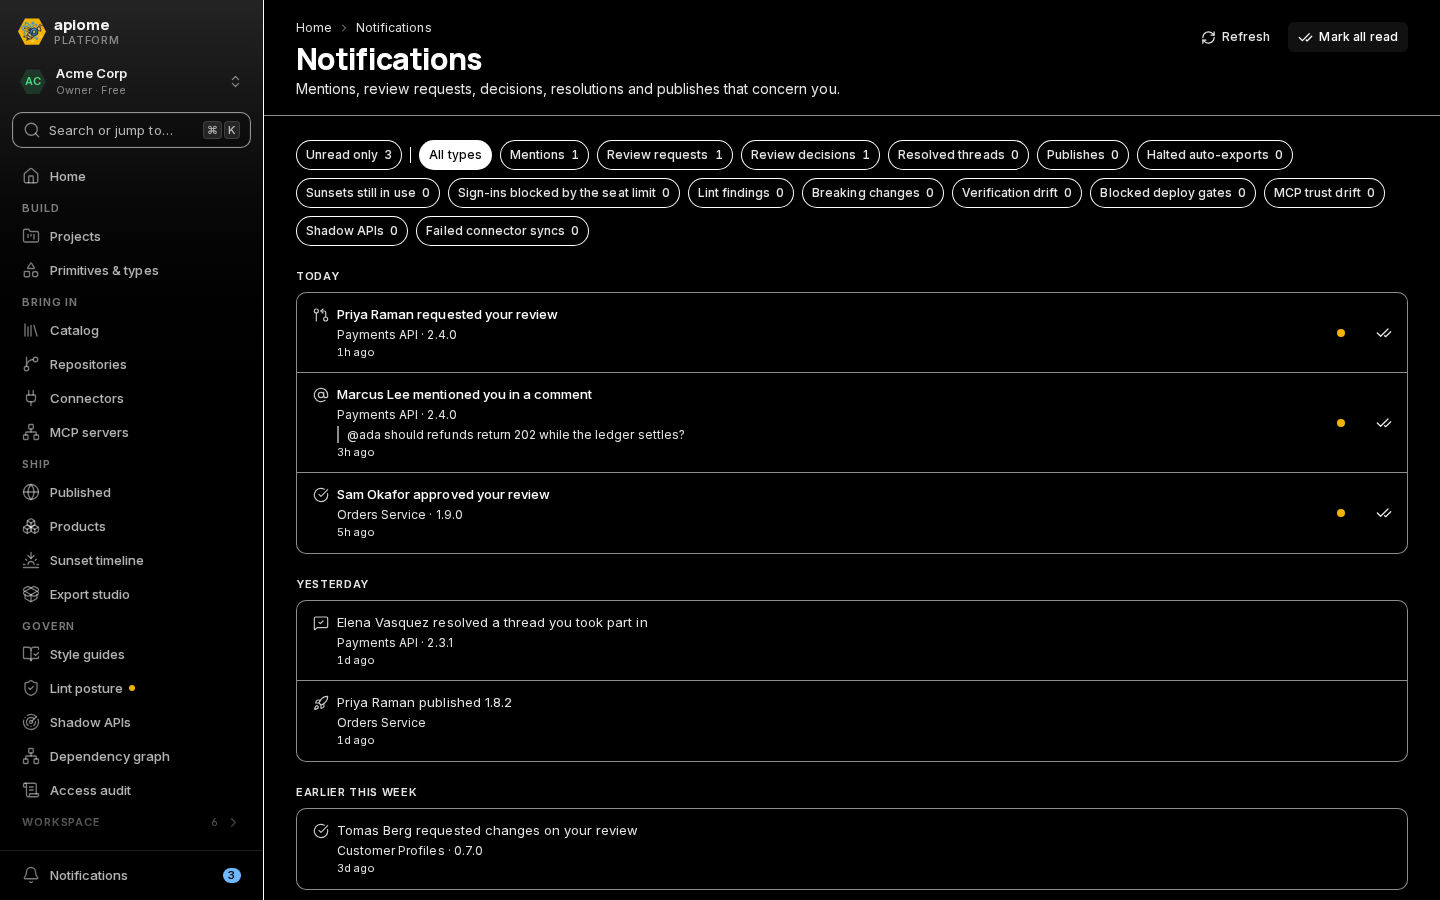 apiome
PLATFORM
AC
Acme Corp
Owner · Free
Search or jump to…
⌘ K
Home
BUILD
Projects
Primitives & types
BRING IN
Catalog
Repositories
Connectors
MCP servers
SHIP
Published
Products
Sunset timeline
Export studio
GOVERN
Style guides
Lint posture
Shadow APIs
Dependency graph
Access audit
WORKSPACE 6
Notifications 3
Home > Notifications
Notifications
Mentions, review requests, decisions, resolutions and publishes that concern you.
Refresh
Mark all read
Unread only 3 | All types Mentions 1 Review requests 1 Review decisions 1 Resolved threads 0 Publishes 0 Halted auto-exports 0
Sunsets still in use 0 Sign-ins blocked by the seat limit 0 Lint findings 0 Breaking changes 0 Verification drift 0 Blocked deploy gates 0 MCP trust drift 0
Shadow APIs 0 Failed connector syncs 0
TODAY
Priya Raman requested your review
Payments API · 2.4.0
1h ago
Marcus Lee mentioned you in a comment
Payments API · 2.4.0
@ada should refunds return 202 while the ledger settles?
3h ago
Sam Okafor approved your review
Orders Service · 1.9.0
5h ago
YESTERDAY
Elena Vasquez resolved a thread you took part in
Payments API · 2.3.1
1d ago
Priya Raman published 1.8.2
Orders Service
1d ago
EARLIER THIS WEEK
Tomas Berg requested changes on your review
Customer Profiles · 0.7.0
3d ago